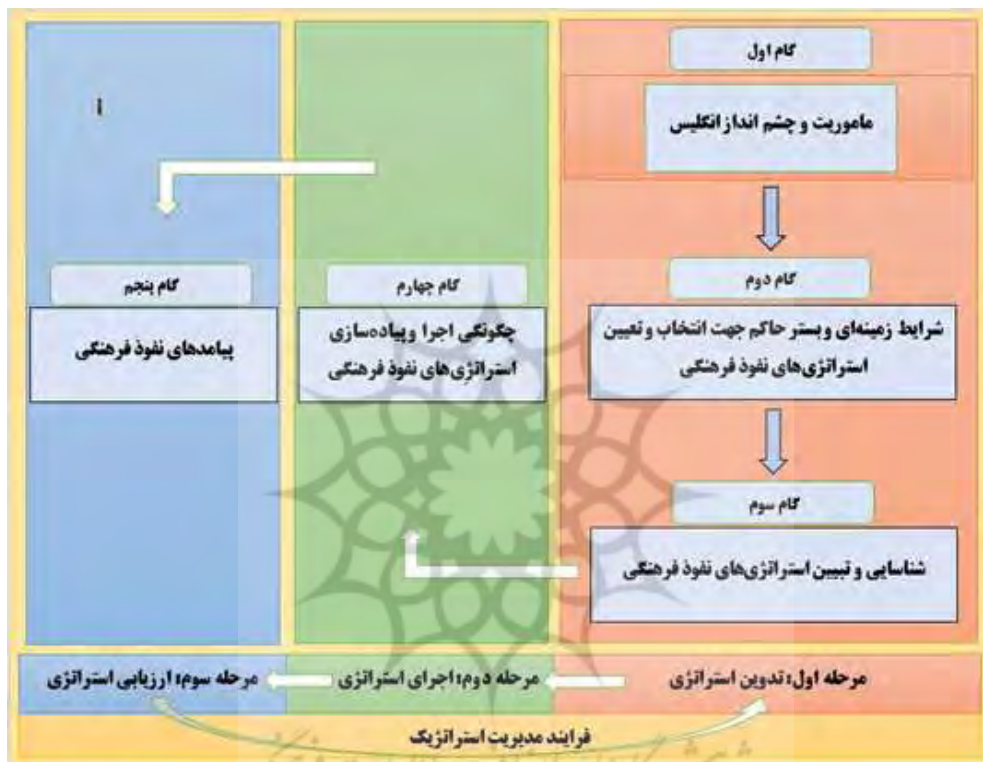 گام اول
ماموریت و چشم انداز انگلیس
گام دوم
شرایط زمینه‌ای و بستر حاکم جهت انتخاب و تعیین
استراتژی‌های نفوذ فرهنگی
گام سوم
شناسایی و تبیین استراتژی‌های نفوذ فرهنگی
گام چهارم
چگونگی اجرا و پیاده‌سازی
استراتژی‌های نفوذ فرهنگی
گام پنجم
پیامدهای نفوذ فرهنگی
مرحله اول: تدوین استراتژی
مرحله دوم: اجرای استراتژی
مرحله سوم: ارزیابی استراتژی
فرایند مدیریت استراتژیک